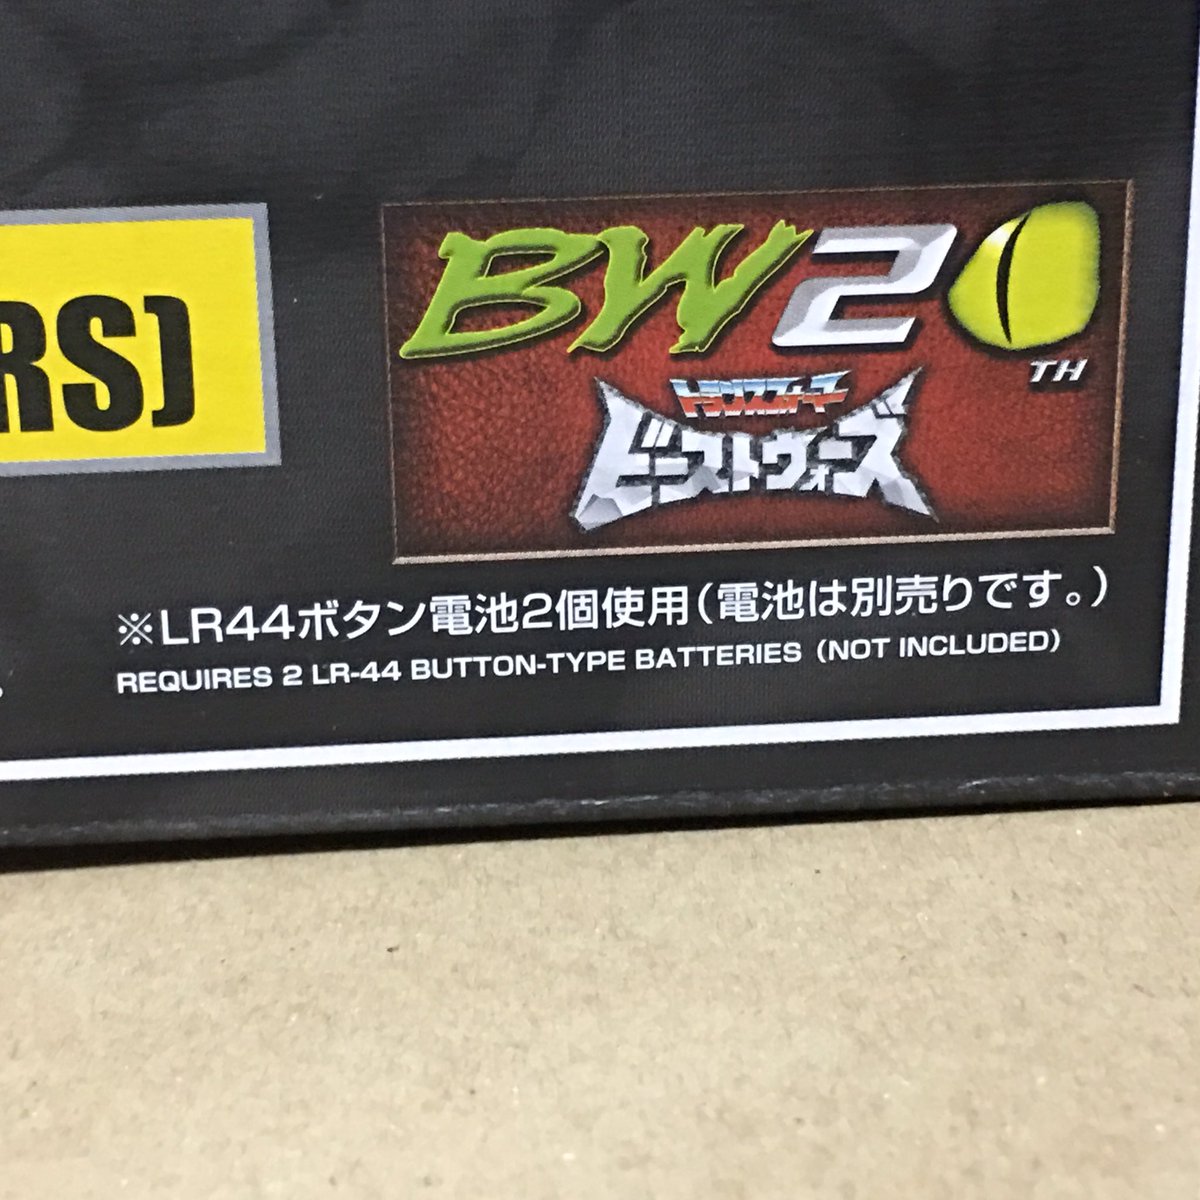 RS)
BW20
TH
トランスフォーマー
ビーストウォーズ
※LR44ボタン電池2個使用(電池は別売りです。)
REQUIRES 2 LR-44 BUTTON-TYPE BATTERIES (NOT INCLUDED)